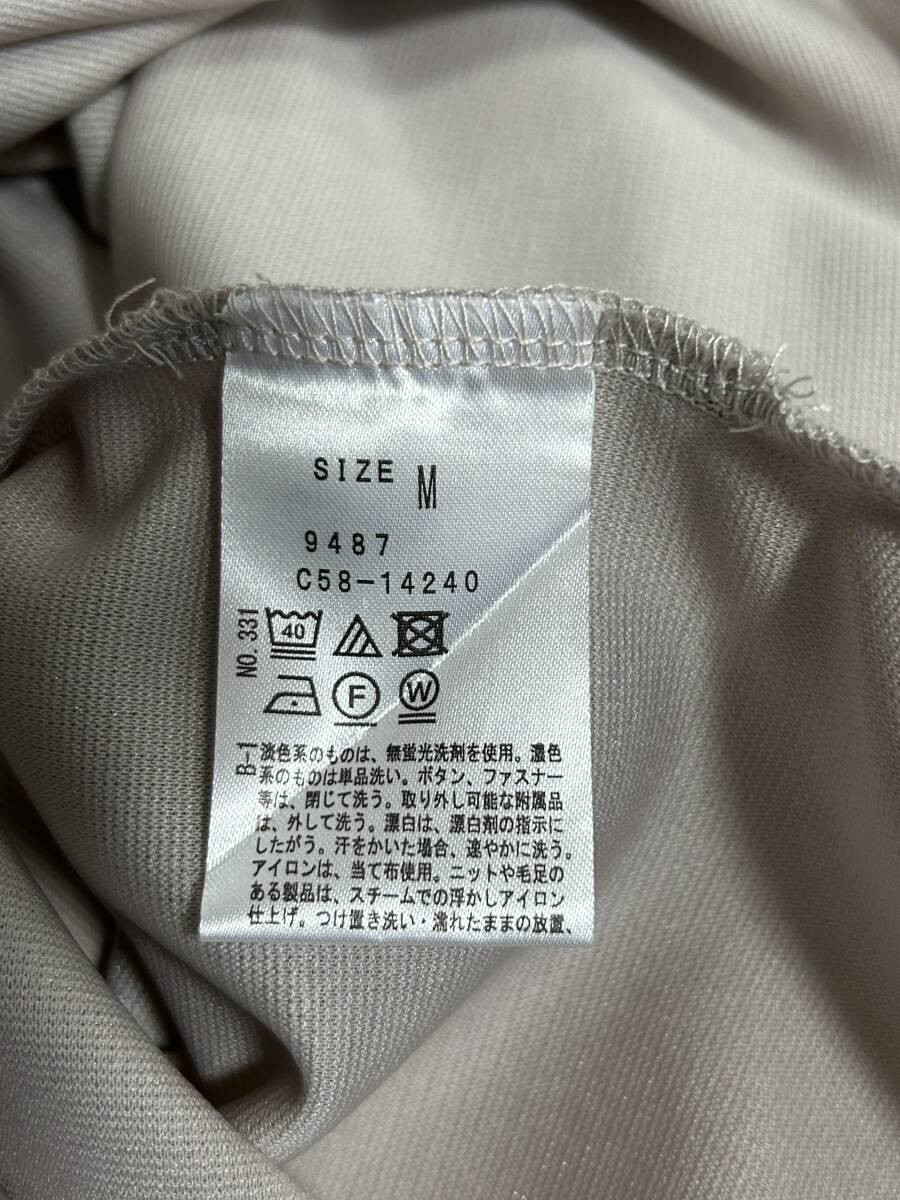 SIZE M
9487
C58-14240
NO. 331
40
F
W
B-1
淡色系のものは、無蛍光洗剤を使用。濃色
系のものは単品洗い。ボタン、ファスナー
等は、閉じて洗う。取り外し可能な附属品
は、外して洗う。漂白は、漂白剤の指示に
したがう。汗をかいた場合、速やかに洗う。
アイロンは、当て布使用。ニットや毛足の
ある製品は、スチームでの浮かしアイロン
仕上げ。つけ置き洗い・濡れたままの放置、